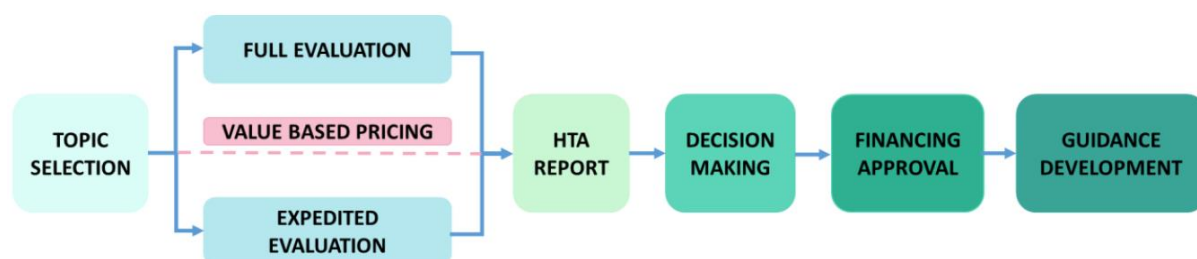 TOPIC
SELECTION
FULL EVALUATION
VALUE BASED PRICING
EXPEDITED
EVALUATION
HTA
REPORT
DECISION
MAKING
FINANCING
APPROVAL
GUIDANCE
DEVELOPMENT